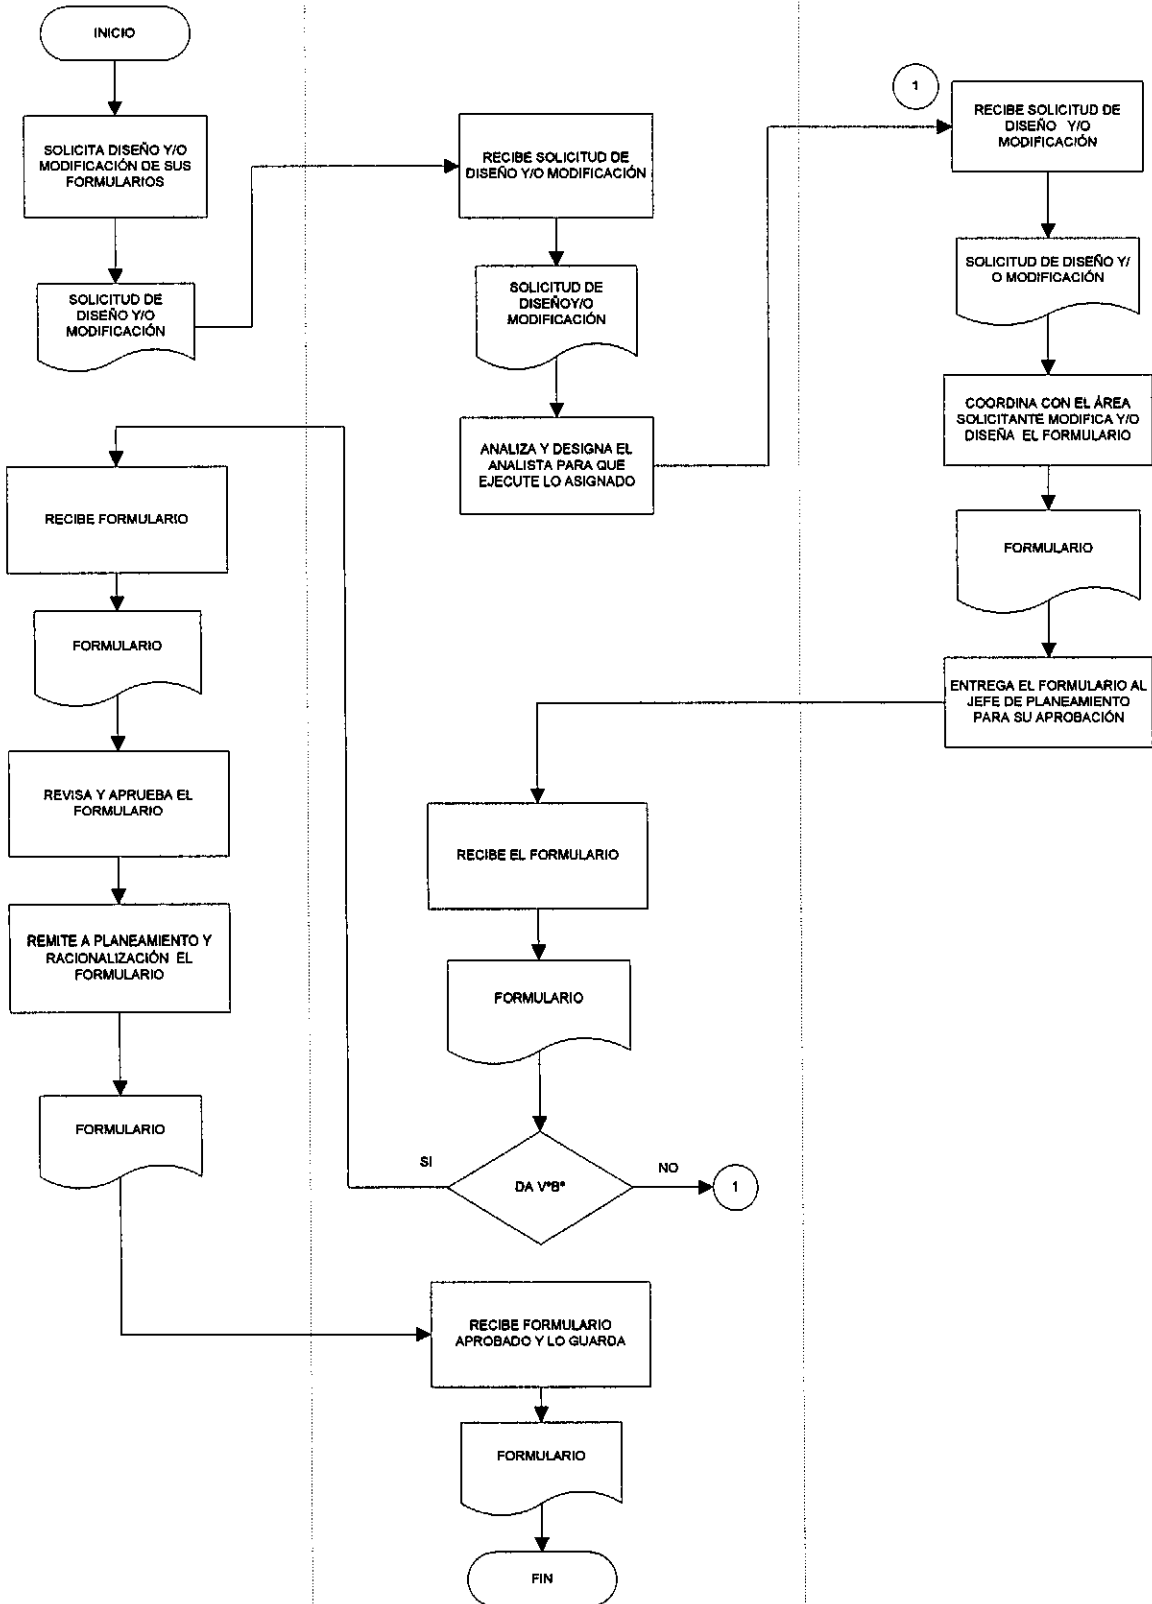 INICIO
SOLICITA DISEÑO Y/O
MODIFICACIÓN DE SUS
FORMULARIOS
SOLICITUD DE
DISEÑO Y/O
MODIFICACIÓN
RECIBE SOLICITUD DE
DISEÑO Y/O MODIFICACIÓN
SOLICITUD DE
DISEÑOY/O
MODIFICACIÓN
ANALIZA Y DESIGNA EL
ANALISTA PARA QUE
EJECUTE LO ASIGNADO
1
RECIBE SOLICITUD DE
DISEÑO Y/O
MODIFICACIÓN
SOLICITUD DE DISEÑO Y/
O MODIFICACIÓN
COORDINA CON EL ÁREA
SOLICITANTE MODIFICA Y/O
DISEÑA EL FORMULARIO
FORMULARIO
ENTREGA EL FORMULARIO AL
JEFE DE PLANEAMIENTO
PARA SU APROBACIÓN
RECIBE EL FORMULARIO
FORMULARIO
DA V°B°
SI
NO
1
RECIBE FORMULARIO
FORMULARIO
REVISA Y APRUEBA EL
FORMULARIO
REMITE A PLANEAMIENTO Y
RACIONALIZACIÓN EL
FORMULARIO
FORMULARIO
RECIBE FORMULARIO
APROBADO Y LO GUARDA
FORMULARIO
FIN